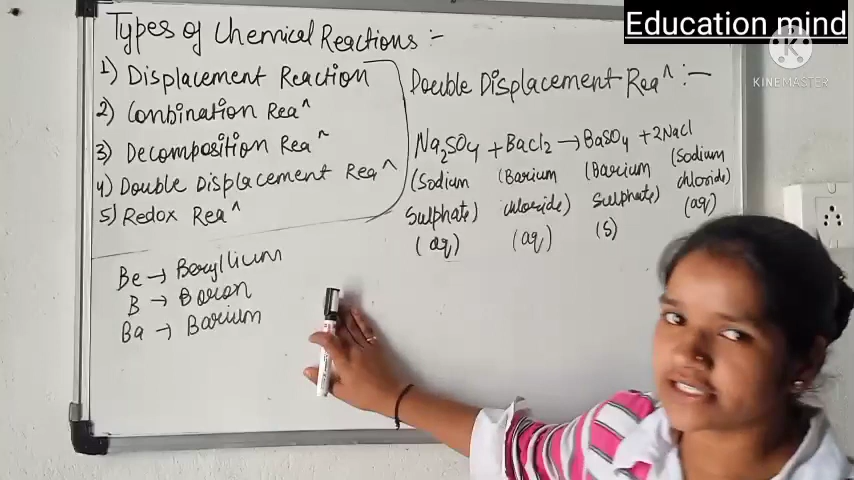 Education mind
KINEMASTER
Types of Chemical Reactions :-
1) Displacement Reaction
2) Combination Rea^
3) Decomposition Rea^
4) Double Displacement Rea^
5) Redox Rea^
Be → Beryllium
B → Boron
Ba → Barium
Double Displacement Rea^ :-
Na2SO4 + BaCl2 → BaSO4 + 2NaCl
(Sodium (Barium (Barium (Sodium
Sulphate) chloride) Sulphate) chloride)
(aq) (aq) (S) (aq)